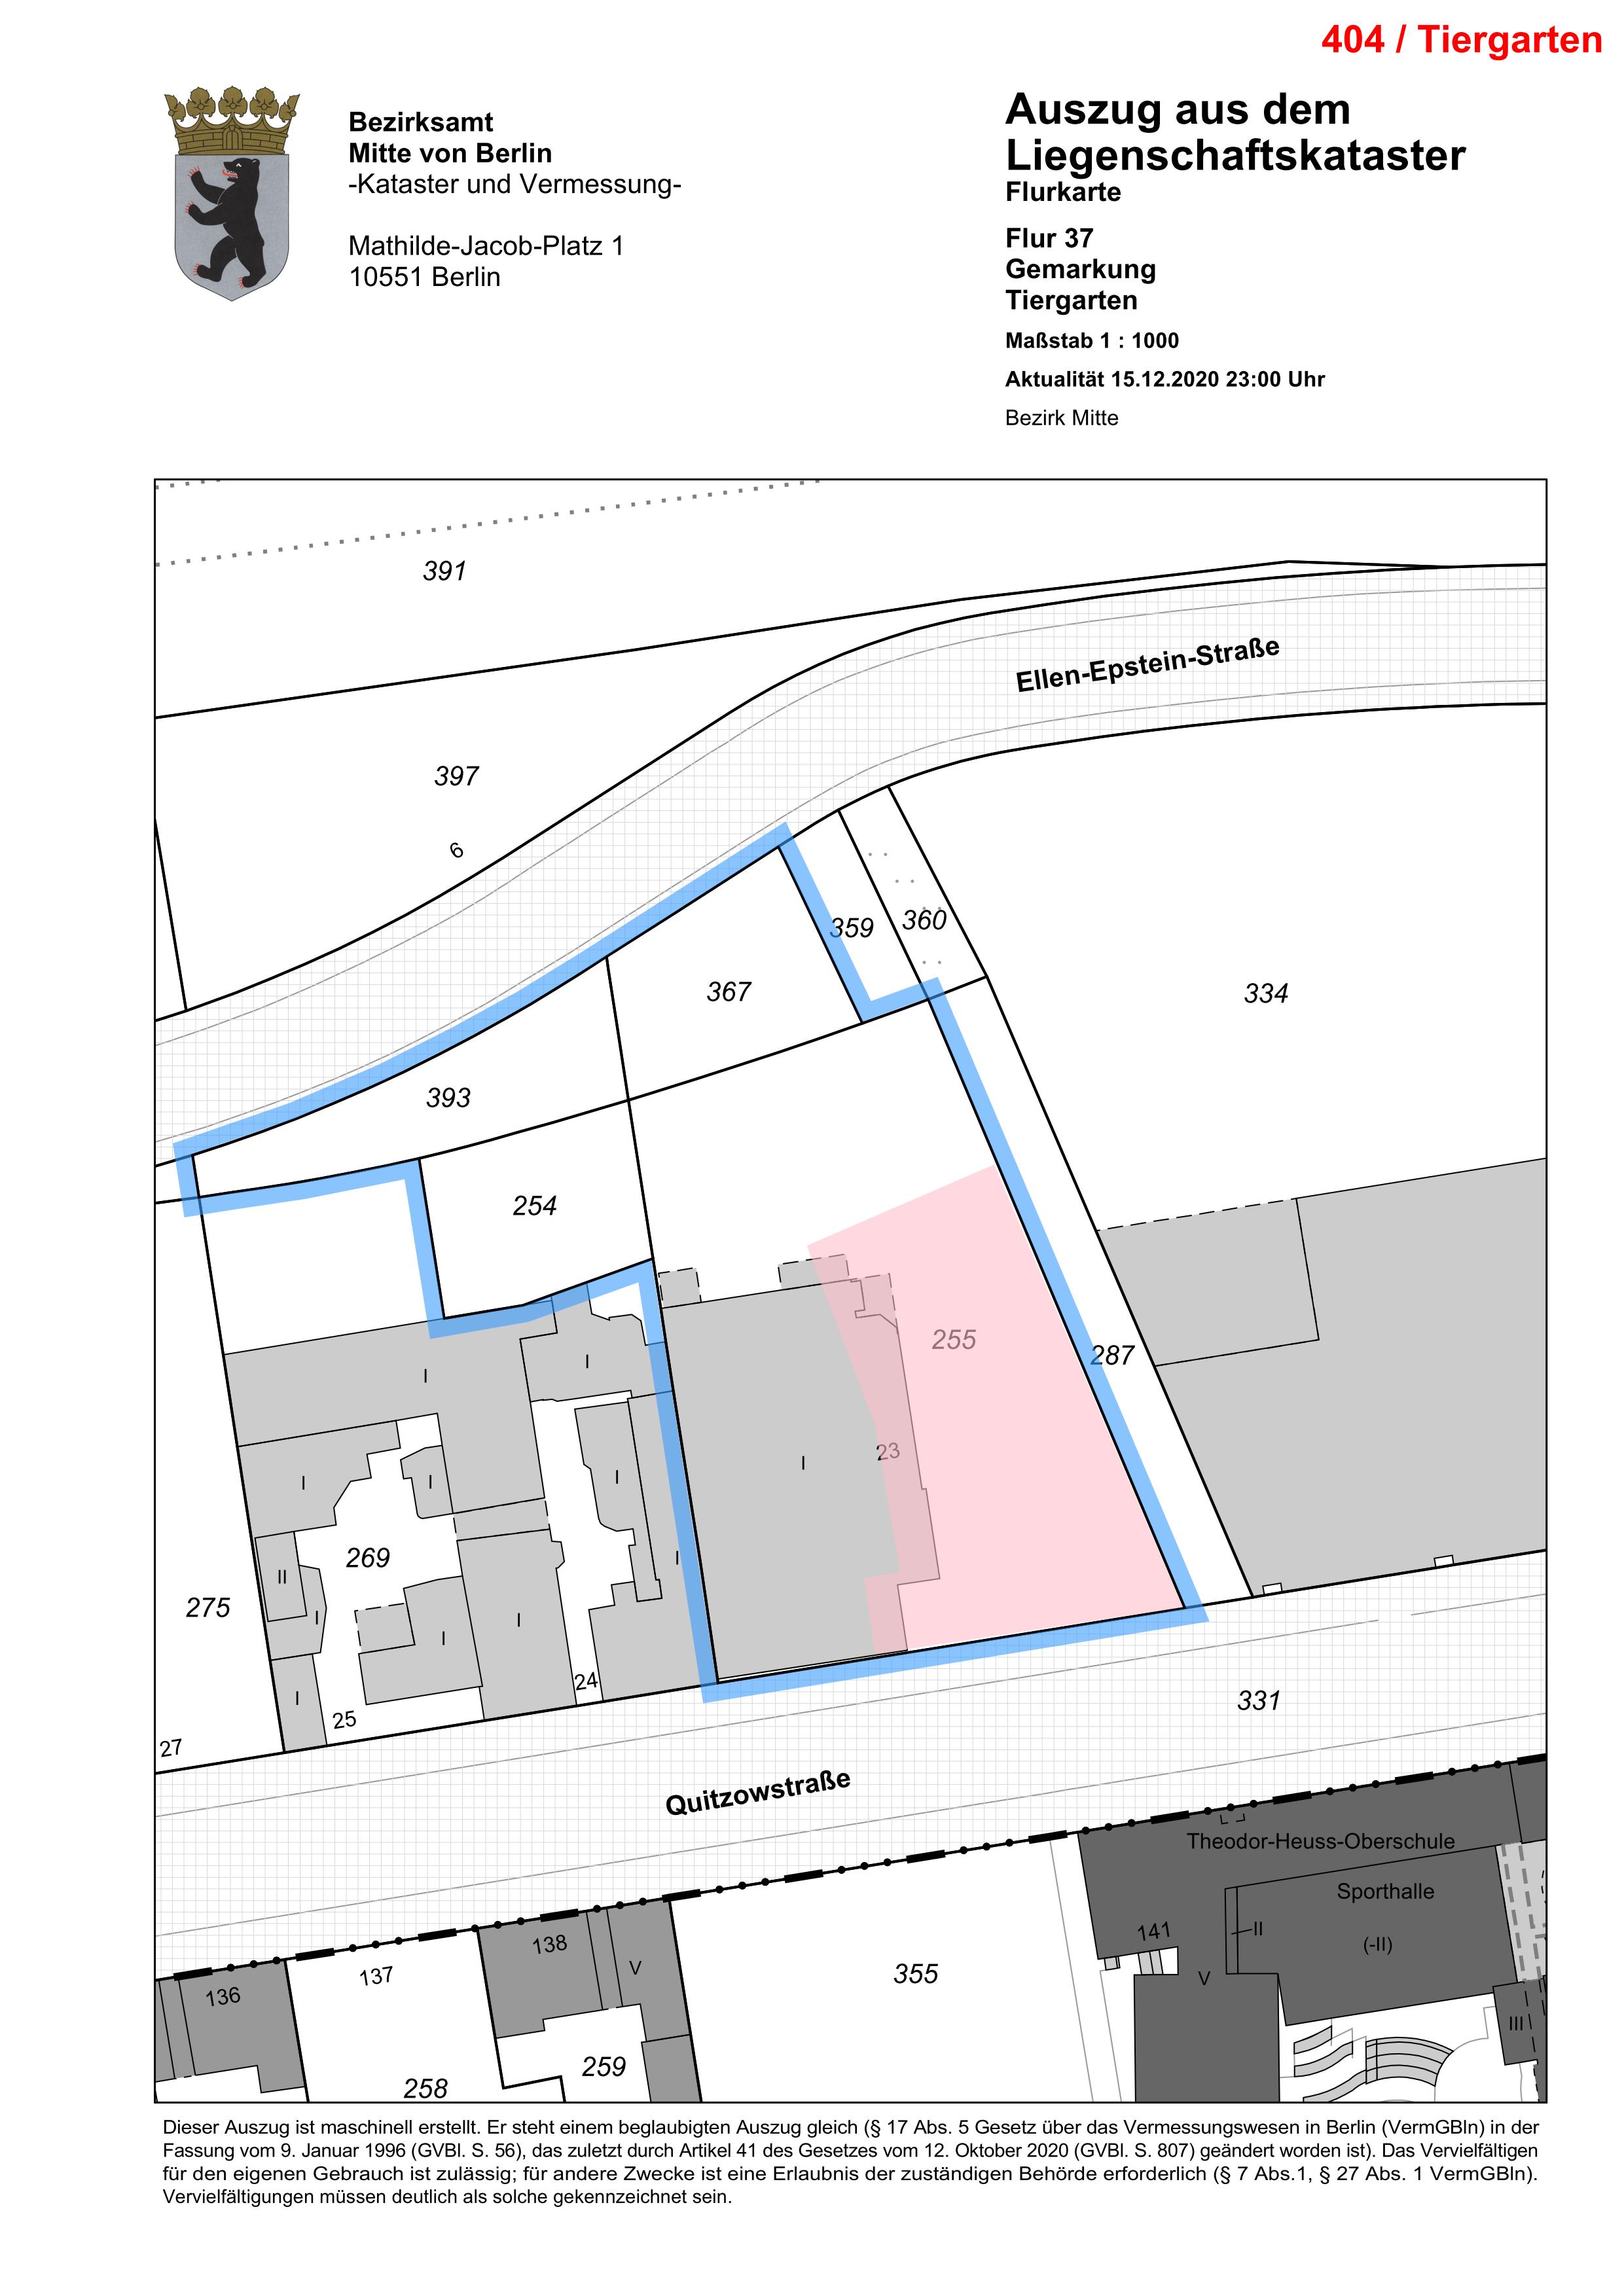 404 / Tiergarten
Bezirksamt
Mitte von Berlin
-Kataster und Vermessung-
Mathilde-Jacob-Platz 1
10551 Berlin
Auszug aus dem
Liegenschaftskataster
Flurkarte
Flur 37
Gemarkung
Tiergarten
Maßstab 1 : 1000
Aktualität 15.12.2020 23:00 Uhr
Bezirk Mitte
391
Ellen-Epstein-Straße
397
6
359
360
367
334
393
254
255
287
I
I
23
I
I
I
I
I
269
I
II
275
I
I
I
I
24
25
331
27
Quitzowstraße
Theodor-Heuss-Oberschule
Sporthalle
141
II
138
(-II)
V
355
V
137
136
III
259
258
Dieser Auszug ist maschinell erstellt. Er steht einem beglaubigten Auszug gleich (§ 17 Abs. 5 Gesetz über das Vermessungswesen in Berlin (VermGBln) in der
Fassung vom 9. Januar 1996 (GVBl. S. 56), das zuletzt durch Artikel 41 des Gesetzes vom 12. Oktober 2020 (GVBl. S. 807) geändert worden ist). Das Vervielfältigen
für den eigenen Gebrauch ist zulässig; für andere Zwecke ist eine Erlaubnis der zuständigen Behörde erforderlich (§ 7 Abs.1, § 27 Abs. 1 VermGBln).
Vervielfältigungen müssen deutlich als solche gekennzeichnet sein.